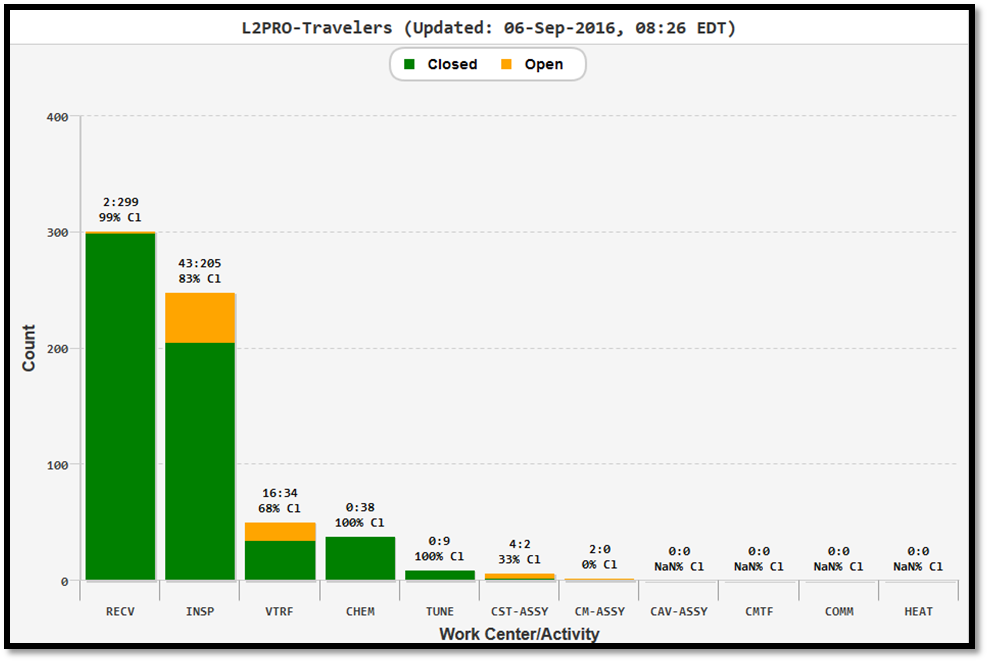 L2PRO-Travelers (Updated: 06-Sep-2016, 08:26 EDT)
Closed Open
400
300
200
100
0
Count
2:299
99% Cl
43:205
83% Cl
16:34
68% Cl
0:38
100% Cl
0:9
100% Cl
4:2
33% Cl
2:0
0% Cl
0:0
NaN% Cl
0:0
NaN% Cl
0:0
NaN% Cl
0:0
NaN% Cl
RECV INSP VTRF CHEM TUNE CST-ASSY CM-ASSY CAV-ASSY CMTF COMM HEAT
Work Center/Activity